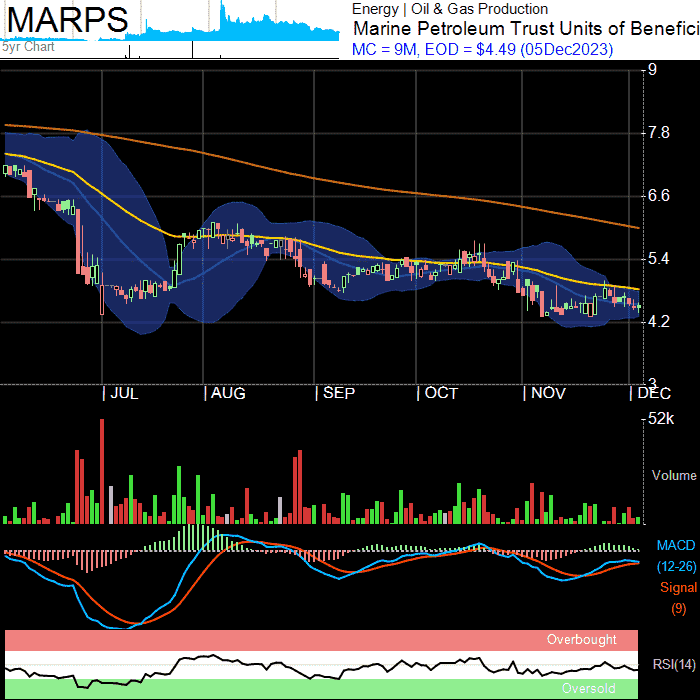 MARPS
5yr Chart
Energy | Oil & Gas Production
Marine Petroleum Trust Units of Benefici
MC = 9M, EOD = $4.49 (05Dec2023)
9
7.8
6.6
5.4
4.2
3
JUL
AUG
SEP
OCT
NOV
DEC
52k
Volume
MACD
(12-26)
Signal
(9)
Overbought
RSI(14)
Oversold